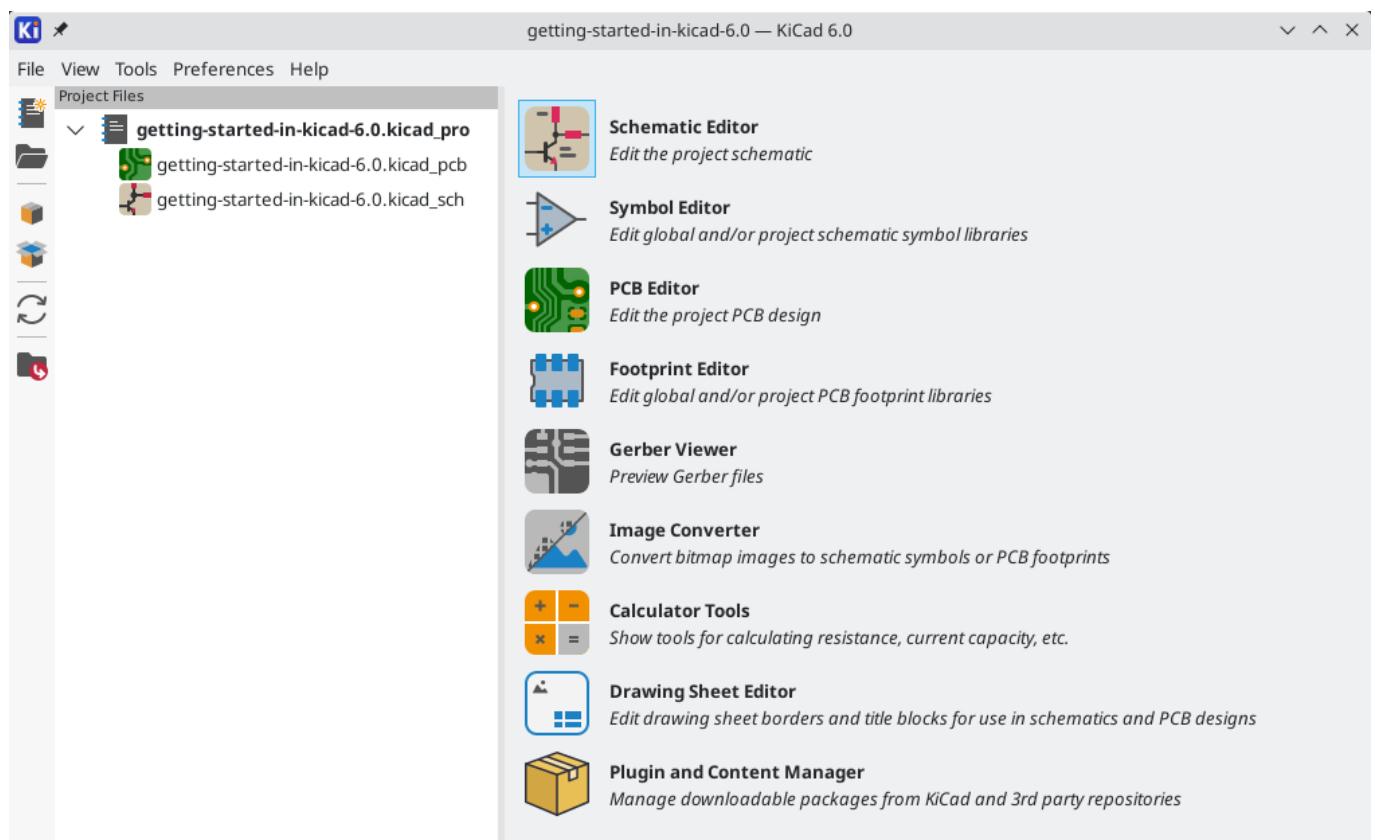 Ki
getting-started-in-kicad-6.0 — KiCad 6.0
File View Tools Preferences Help
Project Files
getting-started-in-kicad-6.0.kicad_pro
getting-started-in-kicad-6.0.kicad_pcb
getting-started-in-kicad-6.0.kicad_sch
Schematic Editor
Edit the project schematic
Symbol Editor
Edit global and/or project schematic symbol libraries
PCB Editor
Edit the project PCB design
Footprint Editor
Edit global and/or project PCB footprint libraries
Gerber Viewer
Preview Gerber files
Image Converter
Convert bitmap images to schematic symbols or PCB footprints
Calculator Tools
Show tools for calculating resistance, current capacity, etc.
Drawing Sheet Editor
Edit drawing sheet borders and title blocks for use in schematics and PCB designs
Plugin and Content Manager
Manage downloadable packages from KiCad and 3rd party repositories